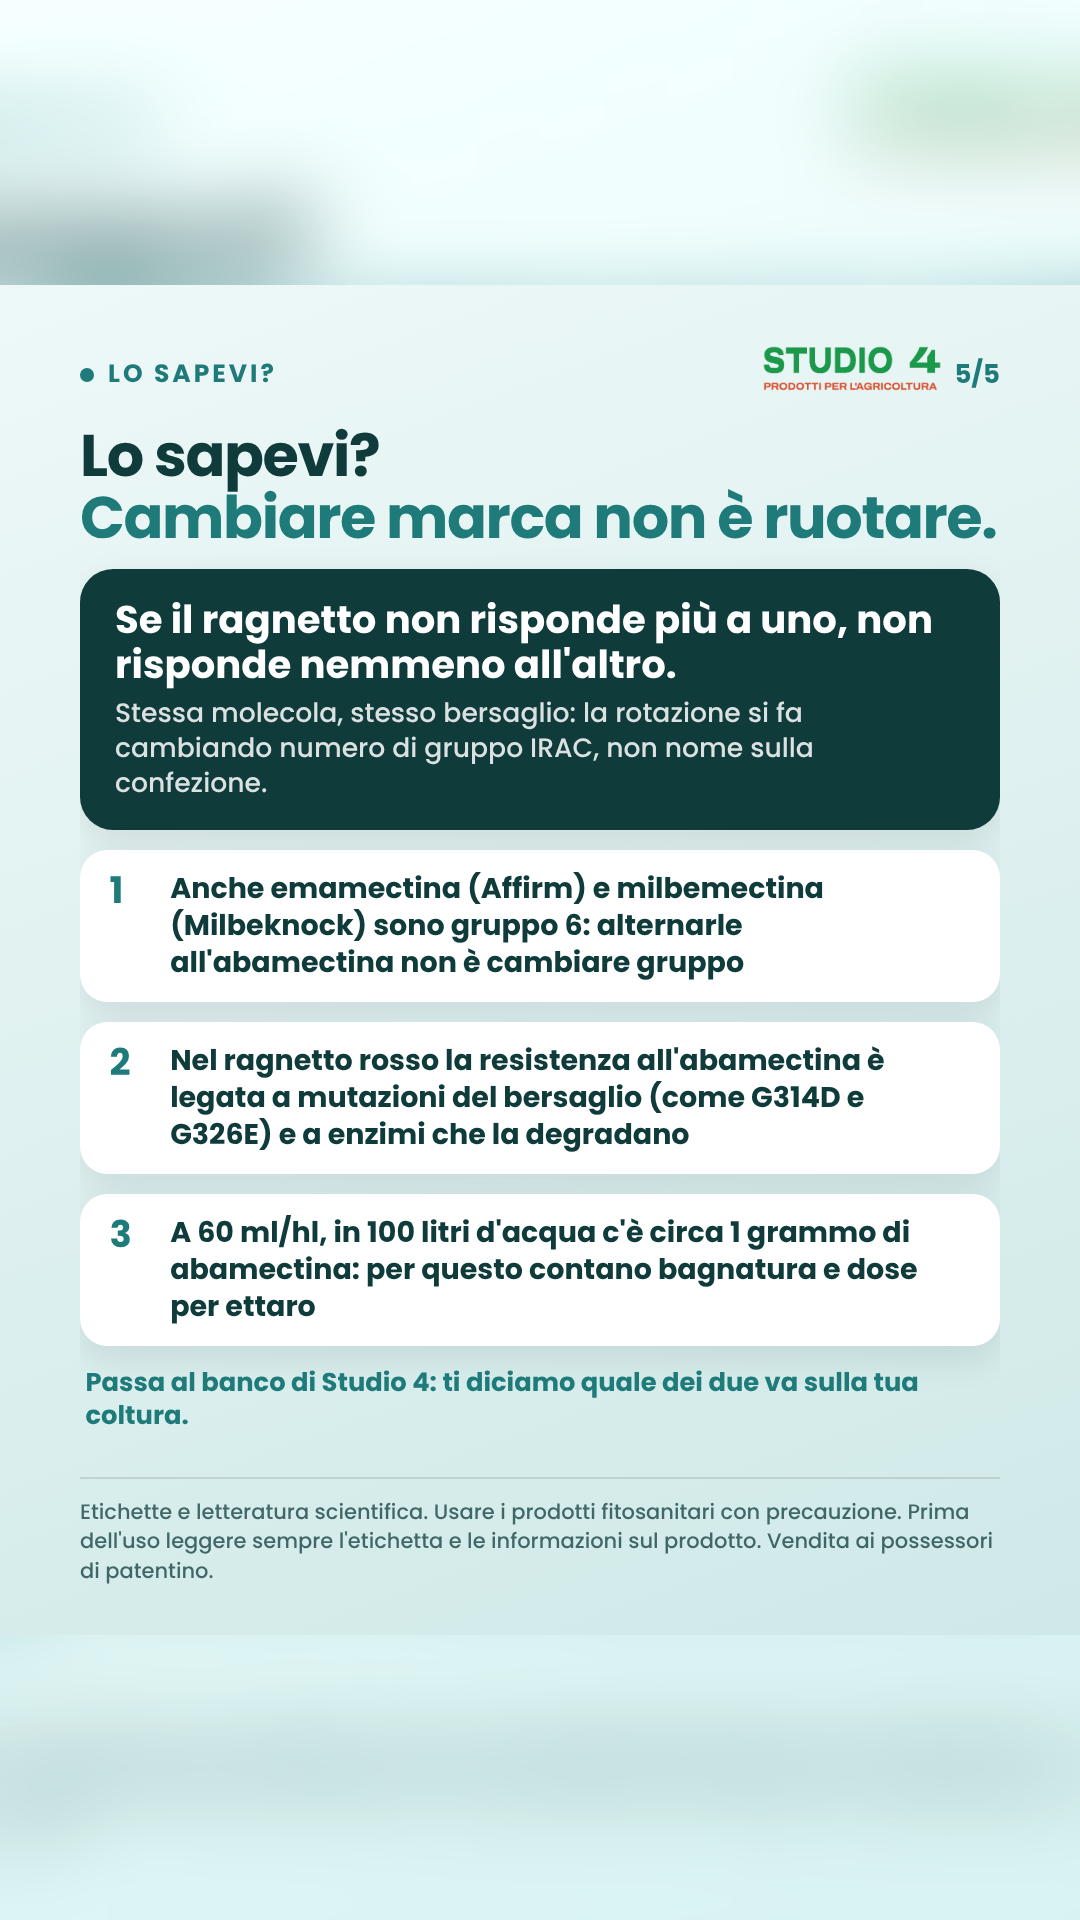 LO SAPEVI?
STUDIO 4
PRODOTTI PER L'AGRICOLTURA
5/5
Lo sapevi?
Cambiare marca non è ruotare.
Se il ragnetto non risponde più a uno, non
risponde nemmeno all'altro.
Stessa molecola, stesso bersaglio: la rotazione si fa
cambiando numero di gruppo IRAC, non nome sulla
confezione.
1
Anche emamectina (Affirm) e milbemectina
(Milbeknock) sono gruppo 6: alternarle
all'abamectina non è cambiare gruppo
2
Nel ragnetto rosso la resistenza all'abamectina è
legata a mutazioni del bersaglio (come G314D e
G326E) e a enzimi che la degradano
3
A 60 ml/hl, in 100 litri d'acqua c'è circa 1 grammo di
abamectina: per questo contano bagnatura e dose
per ettaro
Passa al banco di Studio 4: ti diciamo quale dei due va sulla tua
coltura.
Etichette e letteratura scientifica. Usare i prodotti fitosanitari con precauzione. Prima
dell'uso leggere sempre l'etichetta e le informazioni sul prodotto. Vendita ai possessori
di patentino.